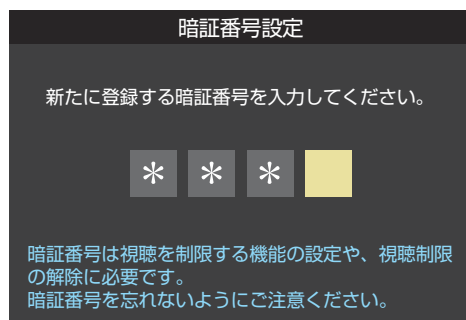 暗証番号設定
新たに登録する暗証番号を入力してください。
* * *
暗証番号は視聴を制限する機能の設定や、視聴制限
の解除に必要です。
暗証番号を忘れないようにご注意ください。